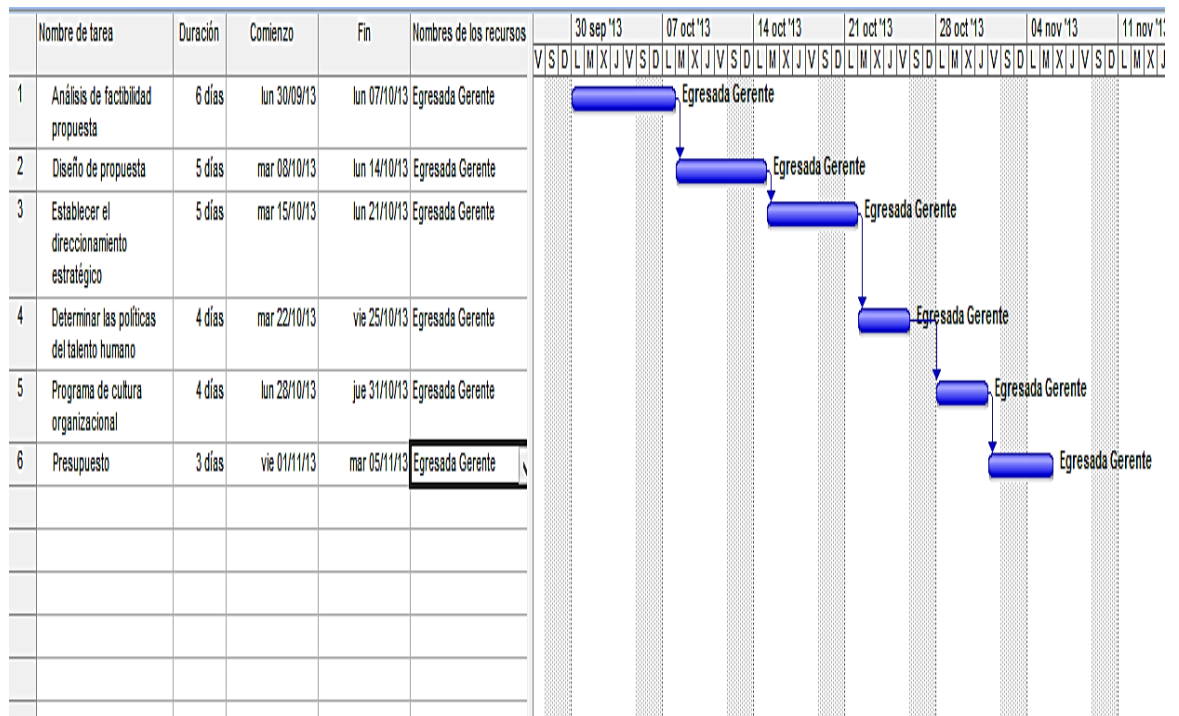 Nombre de tarea Duración Comienzo Fin Nombres de los recursos
30 sep '13 07 oct '13 14 oct '13 21 oct '13 28 oct '13 04 nov '13 11 nov '1
V S D L M X J V S D L M X J V S D L M X J V S D L M X J V S D L M X J V S D L M X J V S D L M X J
1 Análisis de factibilidad 6 días lun 30/09/13 lun 07/10/13 Egresada Gerente Egresada Gerente
propuesta
2 Diseño de propuesta 5 días mar 08/10/13 lun 14/10/13 Egresada Gerente Egresada Gerente
3 Establecer el 5 días mar 15/10/13 lun 21/10/13 Egresada Gerente Egresada Gerente
direccionamiento
estratégico
4 Determinar las políticas 4 días mar 22/10/13 vie 25/10/13 Egresada Gerente Egresada Gerente
del talento humano
5 Programa de cultura 4 días lun 28/10/13 jue 31/10/13 Egresada Gerente Egresada Gerente
organizacional
6 Presupuesto 3 días vie 01/11/13 mar 05/11/13 Egresada Gerente Egresada Gerente